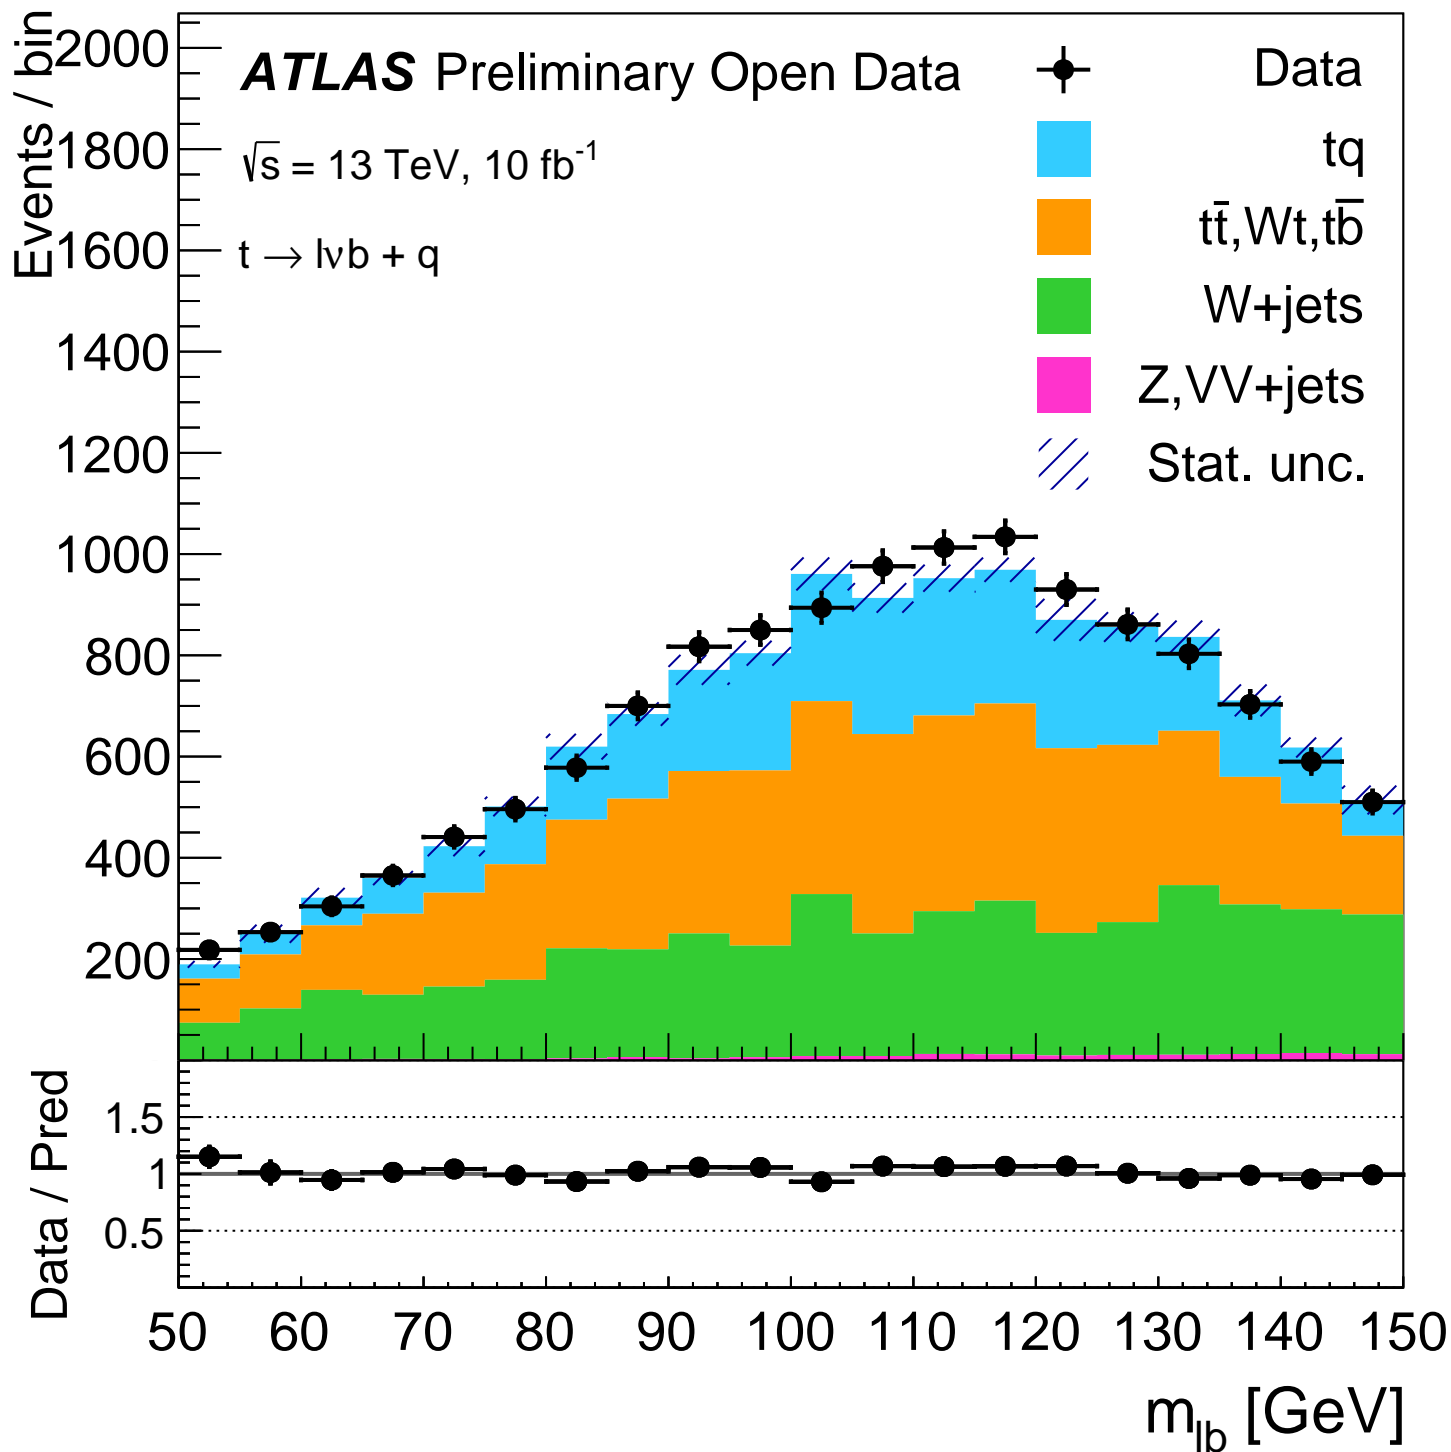 Events / bin
2000
1800
1600
1400
1200
1000
800
600
400
200
ATLAS Preliminary Open Data
√s = 13 TeV, 10 fb⁻¹
t → lνb + q
Data
tq
tt̄,Wt,tb̄
W+jets
Z,VV+jets
Stat. unc.
Data / Pred
1.5
1
0.5
50 60 70 80 90 100 110 120 130 140 150
m_lb [GeV]